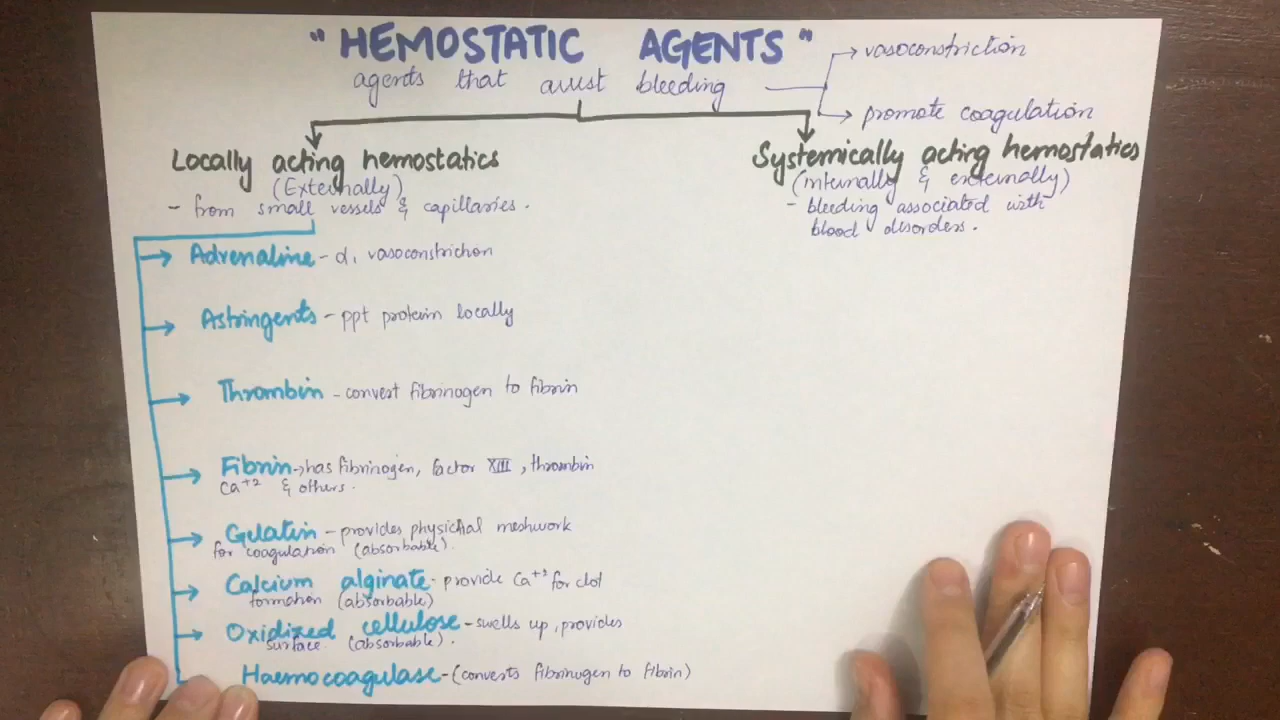 "HEMOSTATIC AGENTS"
agents that arrest bleeding
→ vasoconstriction
→ promote coagulation
Locally acting hemostatics
(Externally)
- from small vessels & capillaries.
Systemically acting hemostatics
(internally & externally)
- bleeding associated with
blood disorders.
Adrenaline - α₁ vasoconstriction
Astringents - ppt protein locally
Thrombin - convert fibrinogen to fibrin
Fibrin → has fibrinogen, factor XIII, thrombin
Ca⁺² & others.
Gelatin - provides physichal meshwork
for coagulation (absorbable).
Calcium alginate - provide Ca⁺² for clot
formation (absorbable)
Oxidized cellulose - swells up, provides
surface. (absorbable).
Haemocoagulase - (converts fibrinogen to fibrin)